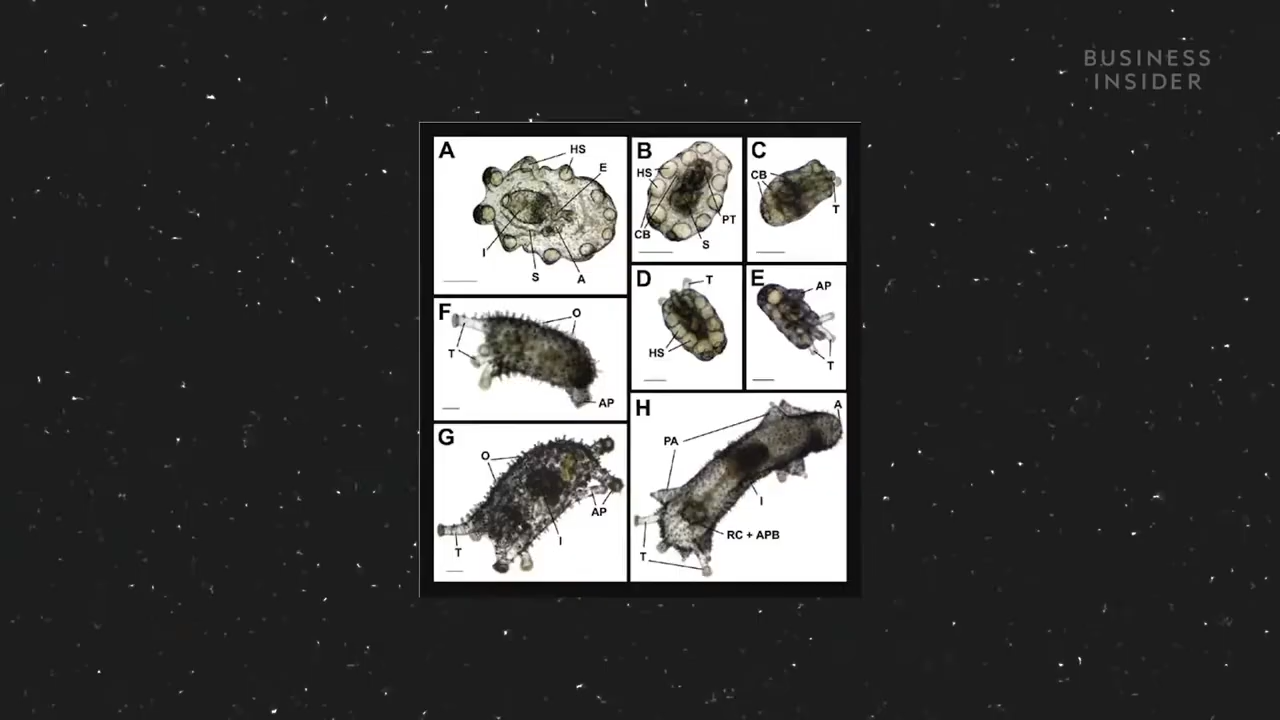 BUSINESS
INSIDER
A
HS
E
I
S
A
B
HS
CB
PT
S
C
CB
T
D
T
HS
E
AP
T
F
O
T
AP
G
O
AP
T
I
H
A
PA
I
RC + APB
T